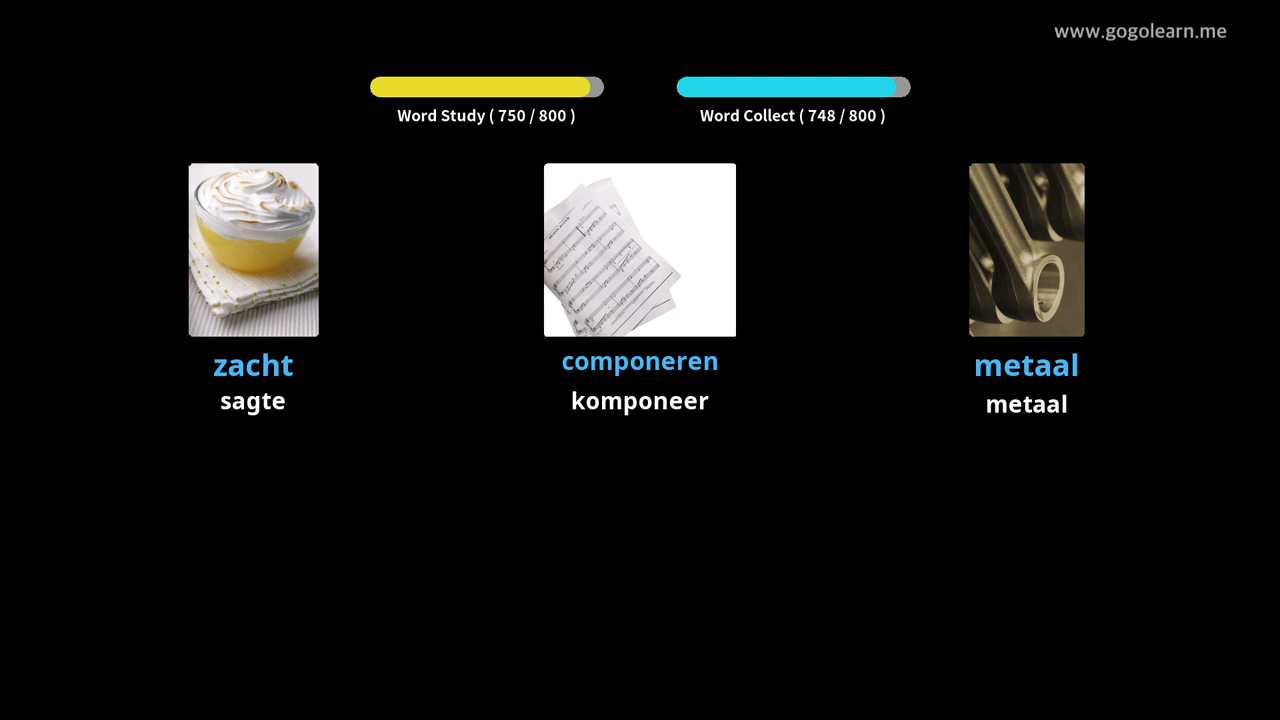 www.gogolearn.me
Word Study ( 750 / 800 )
Word Collect ( 748 / 800 )
zacht
componeren
metaal
sagte
komponeer
metaal